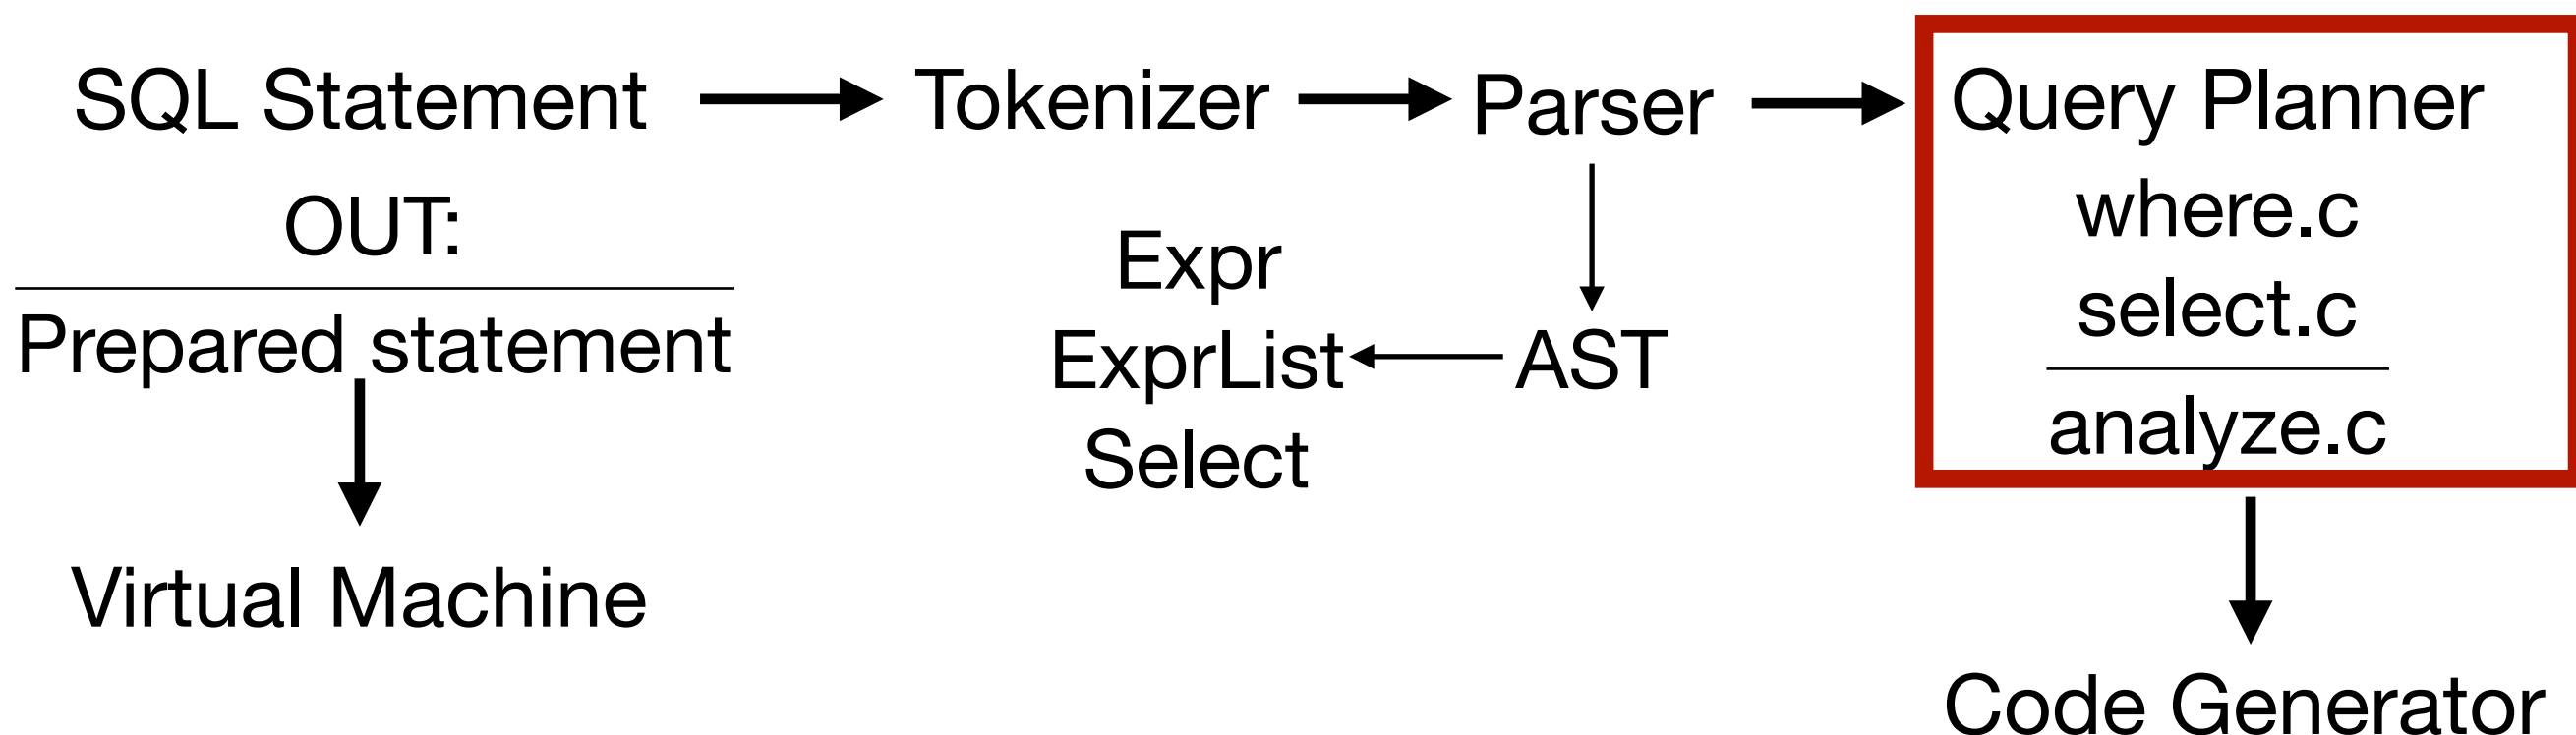 SQL Statement
OUT:
Prepared statement
Virtual Machine
Tokenizer
Parser
Expr
ExprList
Select
AST
Query Planner
where.c
select.c
analyze.c
Code Generator